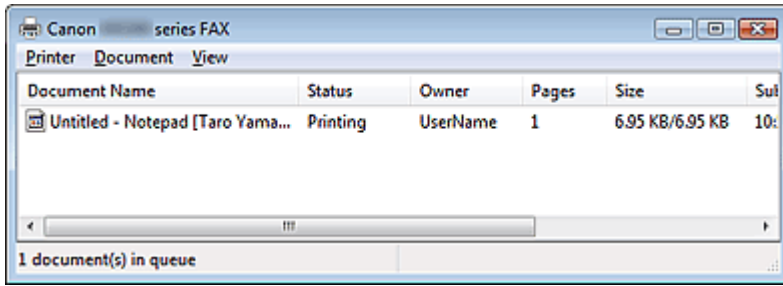 Canon series FAX
Printer Document View
Document Name Status Owner Pages Size
Untitled - Notepad [Taro Yama... Printing UserName 1 6.95 KB/6.95 KB 10:
1 document(s) in queue